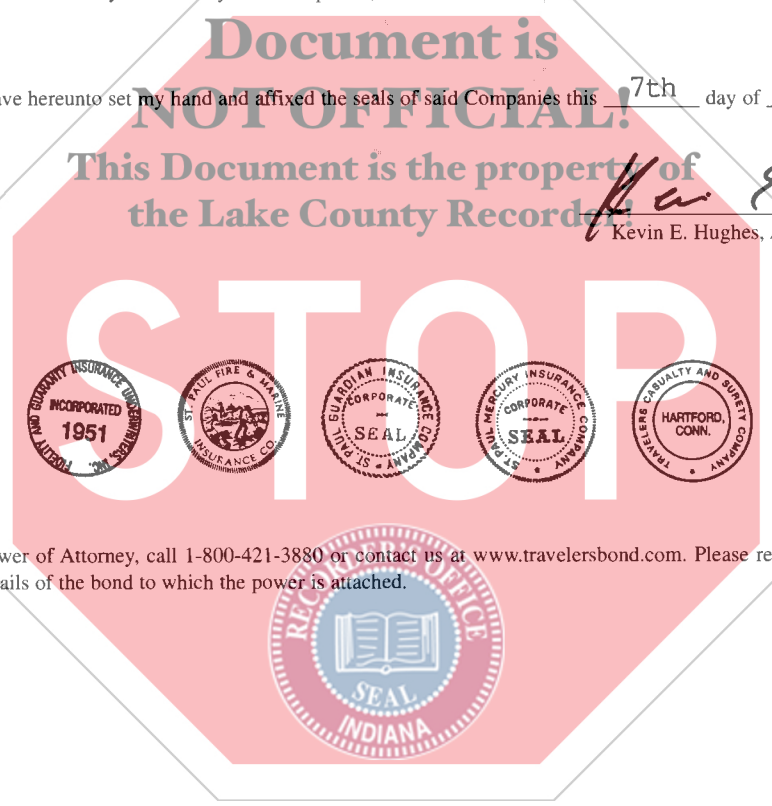 Document is
ve hereunto set my hand and affixed the seals of said Companies this 7th day of
NOT OFFICIAL!
This Document is the property of
the Lake County Recorder!
Kevin E. Hughes,
STOP
FIDELITY AND GUARANTY INSURANCE UNDERWRITERS, INC.
INCORPORATED
1951
ST. PAUL FIRE & MARINE
INSURANCE CO.
ST PAUL GUARDIAN INSURANCE COMPANY
CORPORATE
SEAL
ST PAUL MERCURY INSURANCE COMPANY
CORPORATE
SEAL
TRAVELERS CASUALTY AND SURETY COMPANY
HARTFORD,
CONN.
wer of Attorney, call 1-800-421-3880 or contact us at www.travelersbond.com. Please re
ails of the bond to which the power is attached.
RECORDER'S OFFICE
SEAL
INDIANA